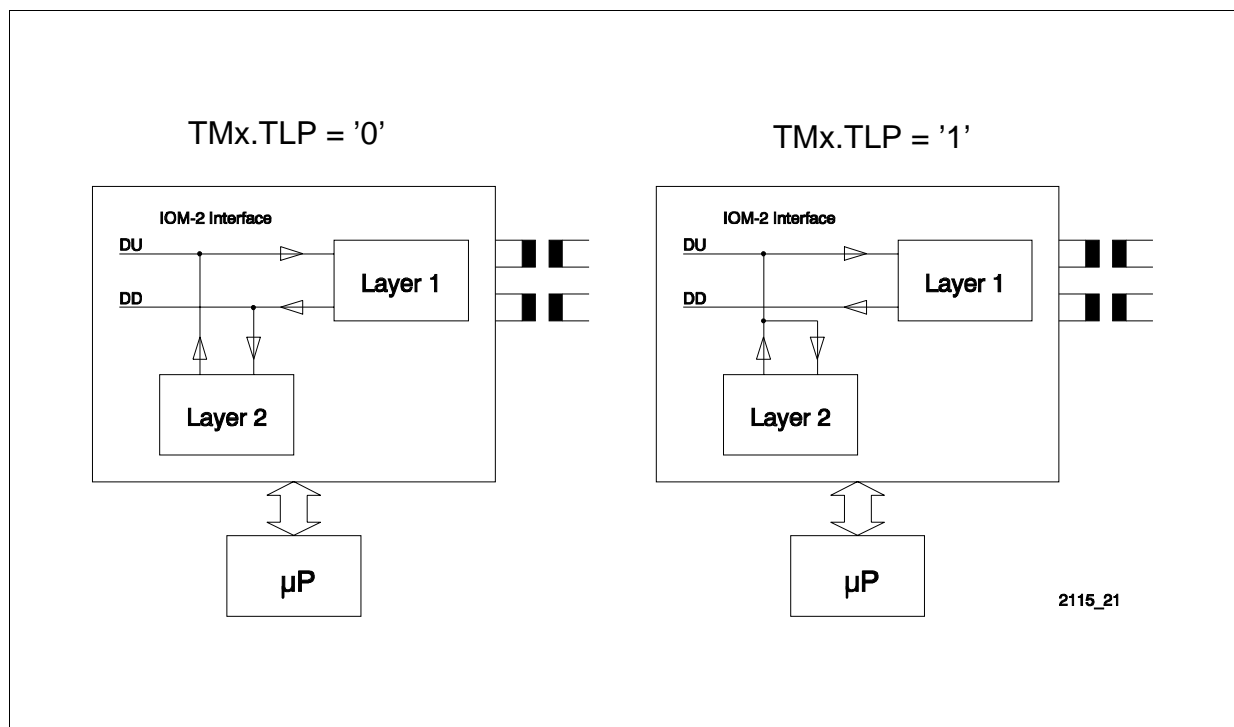 TMx.TLP = ’0’
IOM-2 Interface
DU
DD
Layer 1
Layer 2
µP
TMx.TLP = ’1’
IOM-2 Interface
DU
DD
Layer 1
Layer 2
µP
2115_21